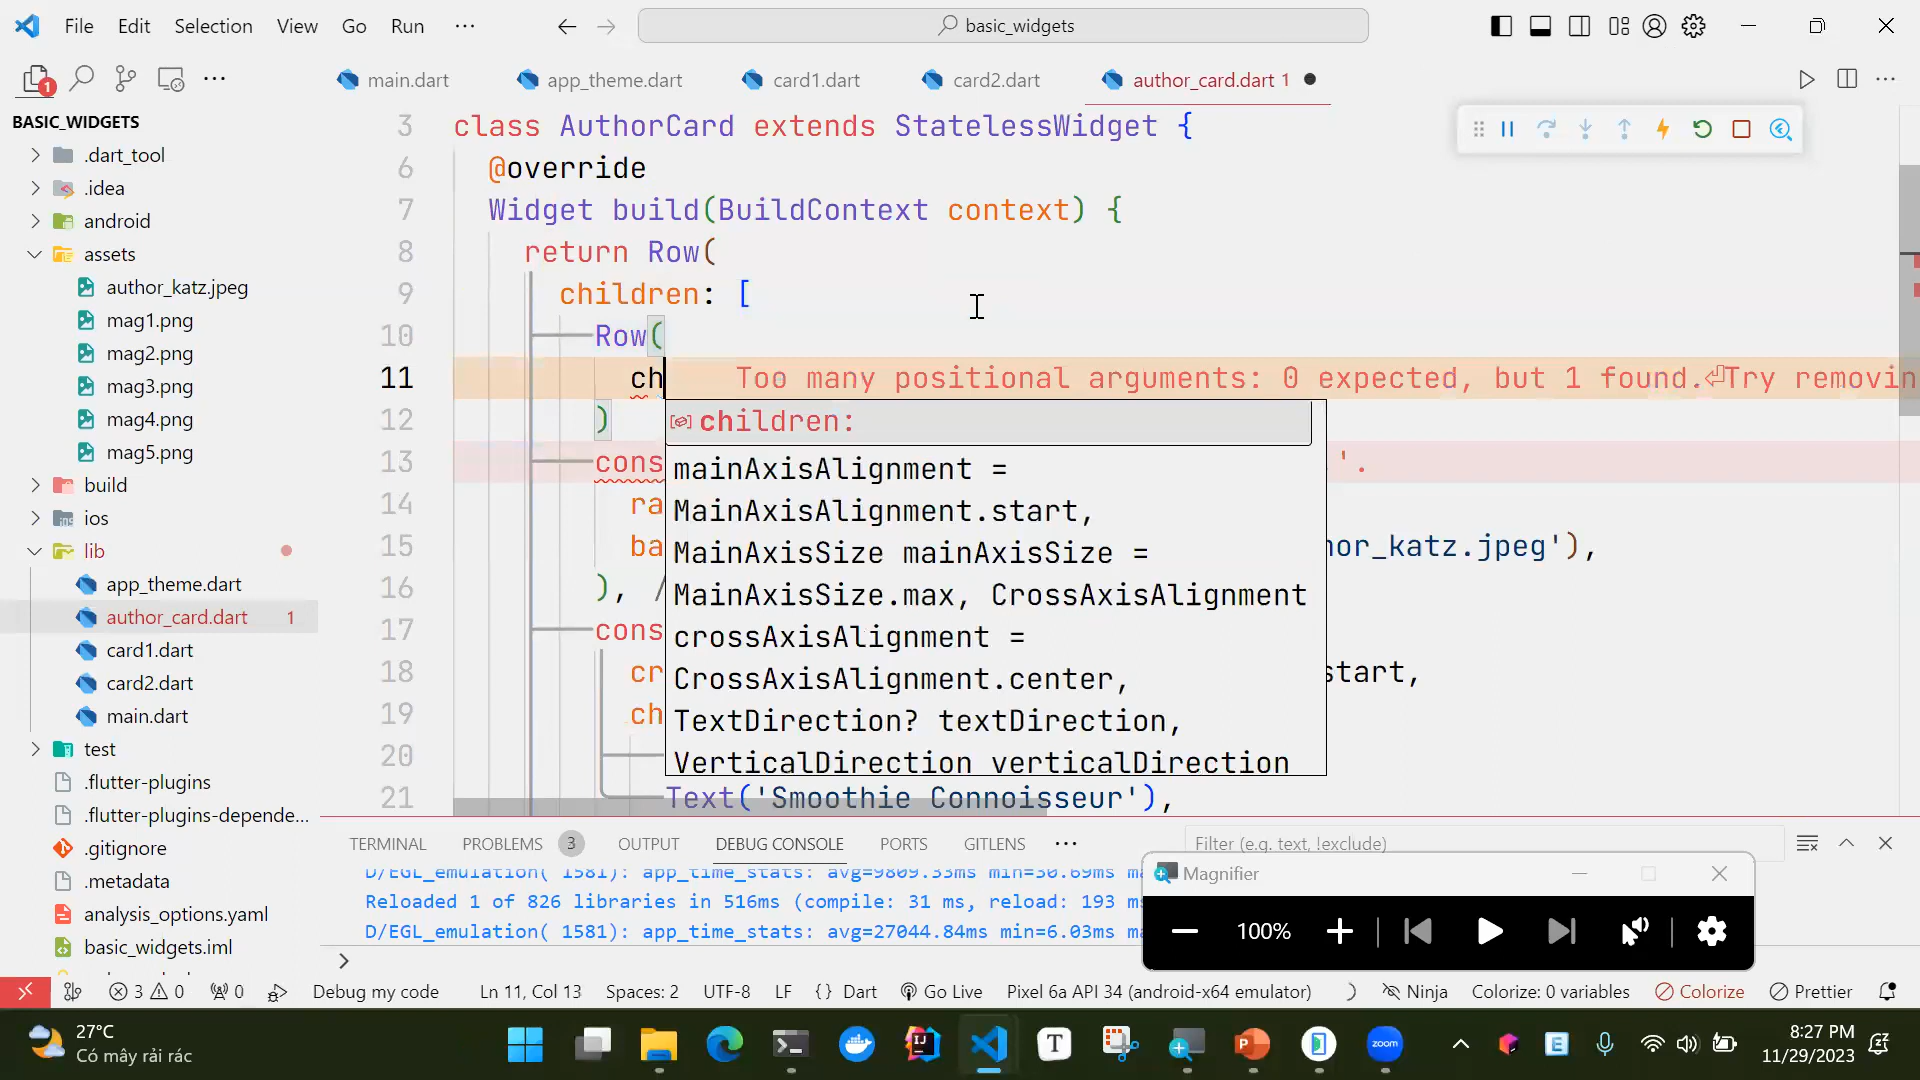 File Edit Selection View Go Run ··· basic_widgets
main.dart app_theme.dart card1.dart card2.dart author_card.dart 1
1
BASIC_WIDGETS
.dart_tool
.idea
android
assets
author_katz.jpeg
mag1.png
mag2.png
mag3.png
mag4.png
mag5.png
build
ios
lib
app_theme.dart
author_card.dart 1
card1.dart
card2.dart
main.dart
test
.flutter-plugins
.flutter-plugins-depende...
.gitignore
.metadata
analysis_options.yaml
basic_widgets.iml
3 class AuthorCard extends StatelessWidget {
6 @override
7 Widget build(BuildContext context) {
8 return Row(
9 children: [
10 Row(
11 ch Too many positional arguments: 0 expected, but 1 found.⏎Try removin
12 )
13 cons '.
14 ra
15 ba hor_katz.jpeg'),
16 ), /
17 cons
18 cr start,
19 ch
20
21 Text('Smoothie Connoisseur'),
children:
mainAxisAlignment =
MainAxisAlignment.start,
MainAxisSize mainAxisSize =
MainAxisSize.max, CrossAxisAlignment
crossAxisAlignment =
CrossAxisAlignment.center,
TextDirection? textDirection,
VerticalDirection verticalDirection
TERMINAL PROBLEMS 3 OUTPUT DEBUG CONSOLE PORTS GITLENS ··· Filter (e.g. text, !exclude)
D/EGL_emulation( 1581): app_time_stats: avg=9809.33ms min=30.69ms ma
Reloaded 1 of 826 libraries in 516ms (compile: 31 ms, reload: 193 ms
D/EGL_emulation( 1581): app_time_stats: avg=27044.84ms min=6.03ms ma
Magnifier
100%
3 0 0 Debug my code Ln 11, Col 13 Spaces: 2 UTF-8 LF {} Dart Go Live Pixel 6a API 34 (android-x64 emulator) Ninja Colorize: 0 variables Colorize Prettier
27°C
Có mây rải rác
zoom
8:27 PM
11/29/2023